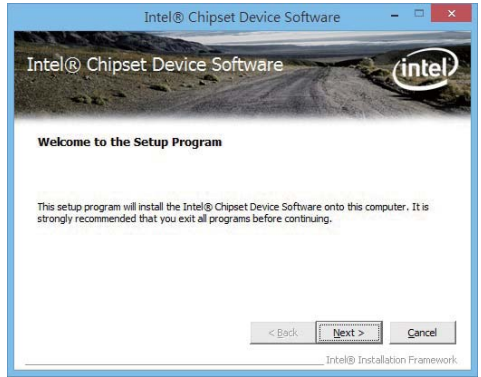 Intel® Chipset Device Software
Intel® Chipset Device Software
intel
Welcome to the Setup Program
This setup program will install the Intel® Chipset Device Software onto this computer. It is
strongly recommended that you exit all programs before continuing.
< Back Next > Cancel
Intel® Installation Framework